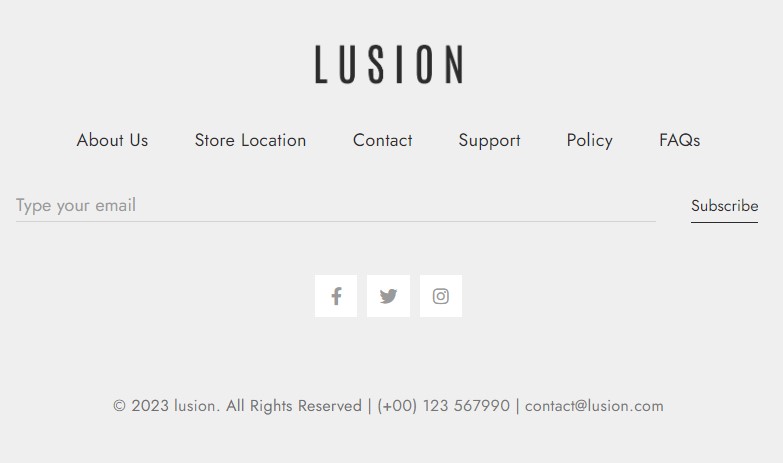 LUSION
About Us Store Location Contact Support Policy FAQs
Type your email Subscribe
© 2023 lusion. All Rights Reserved | (+00) 123 567990 | contact@lusion.com